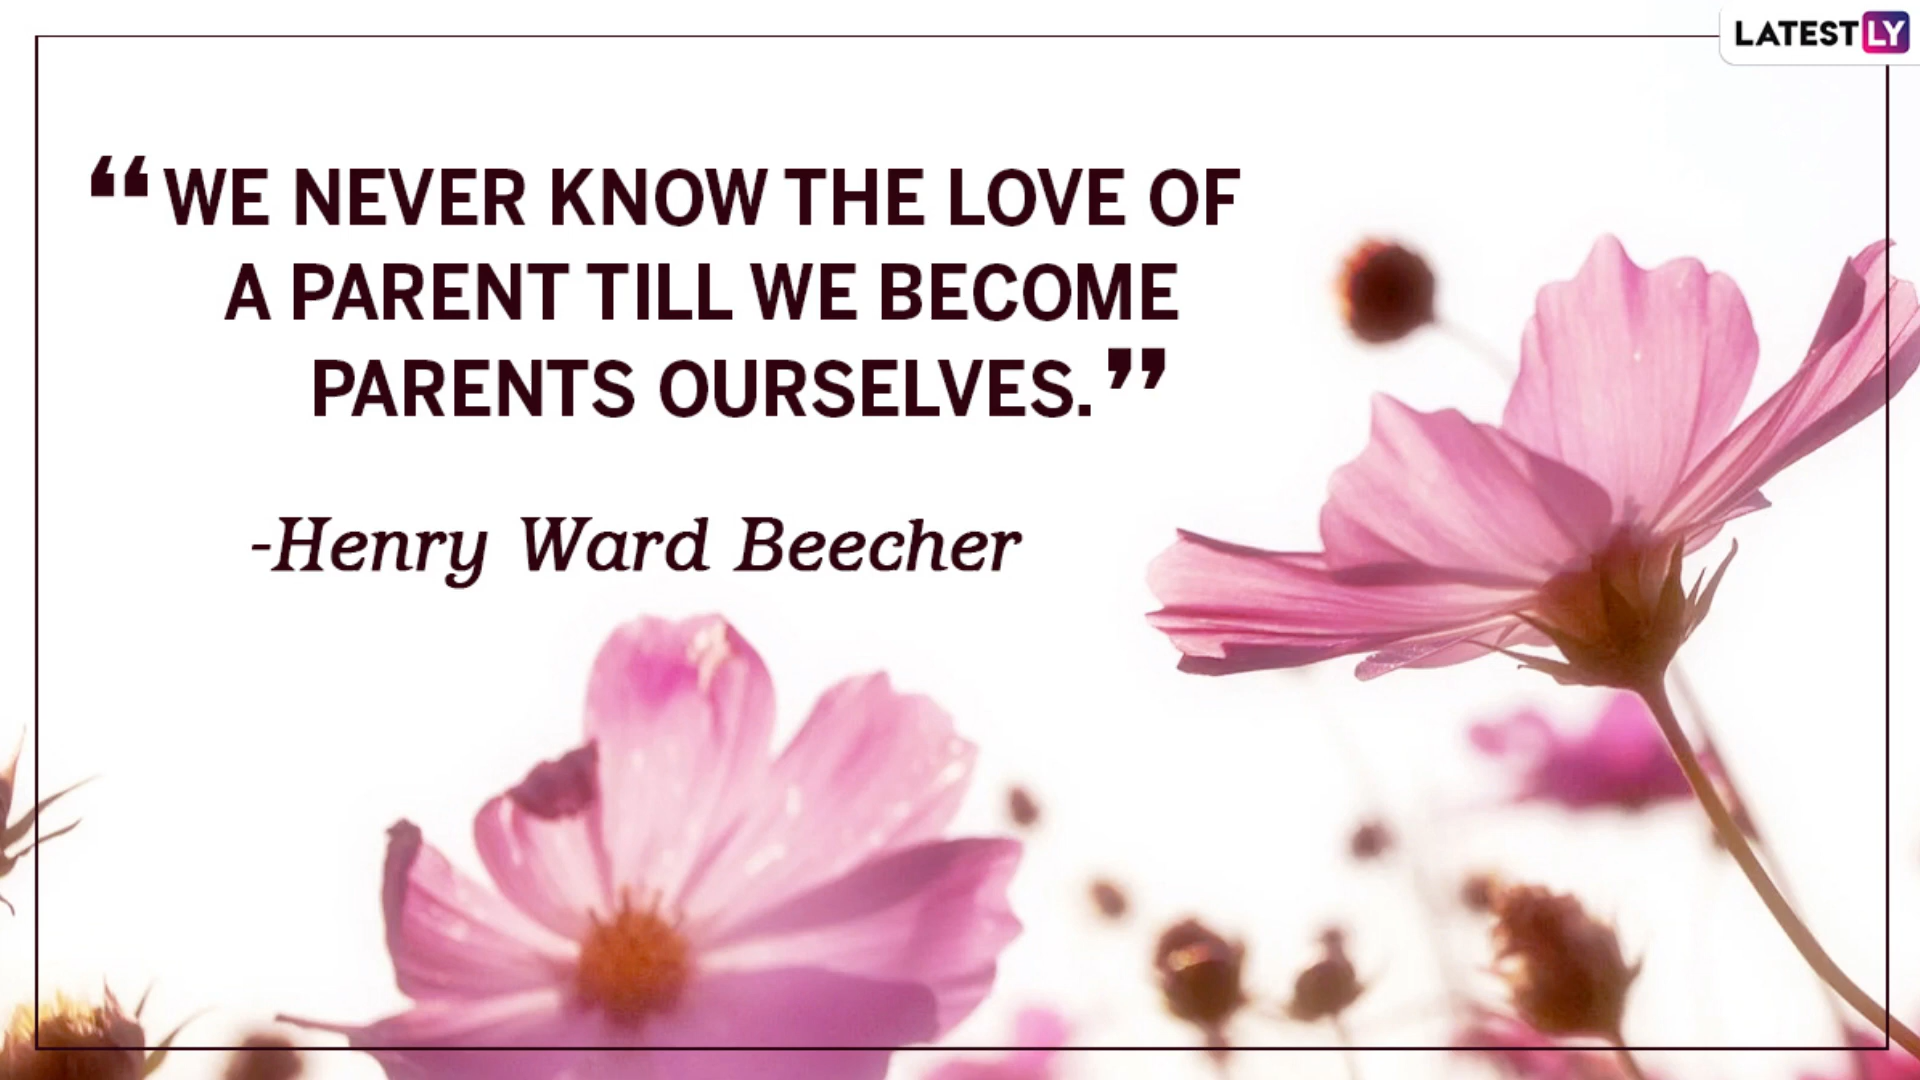 LATESTLY
“WE NEVER KNOW THE LOVE OF
A PARENT TILL WE BECOME
PARENTS OURSELVES.”
-Henry Ward Beecher